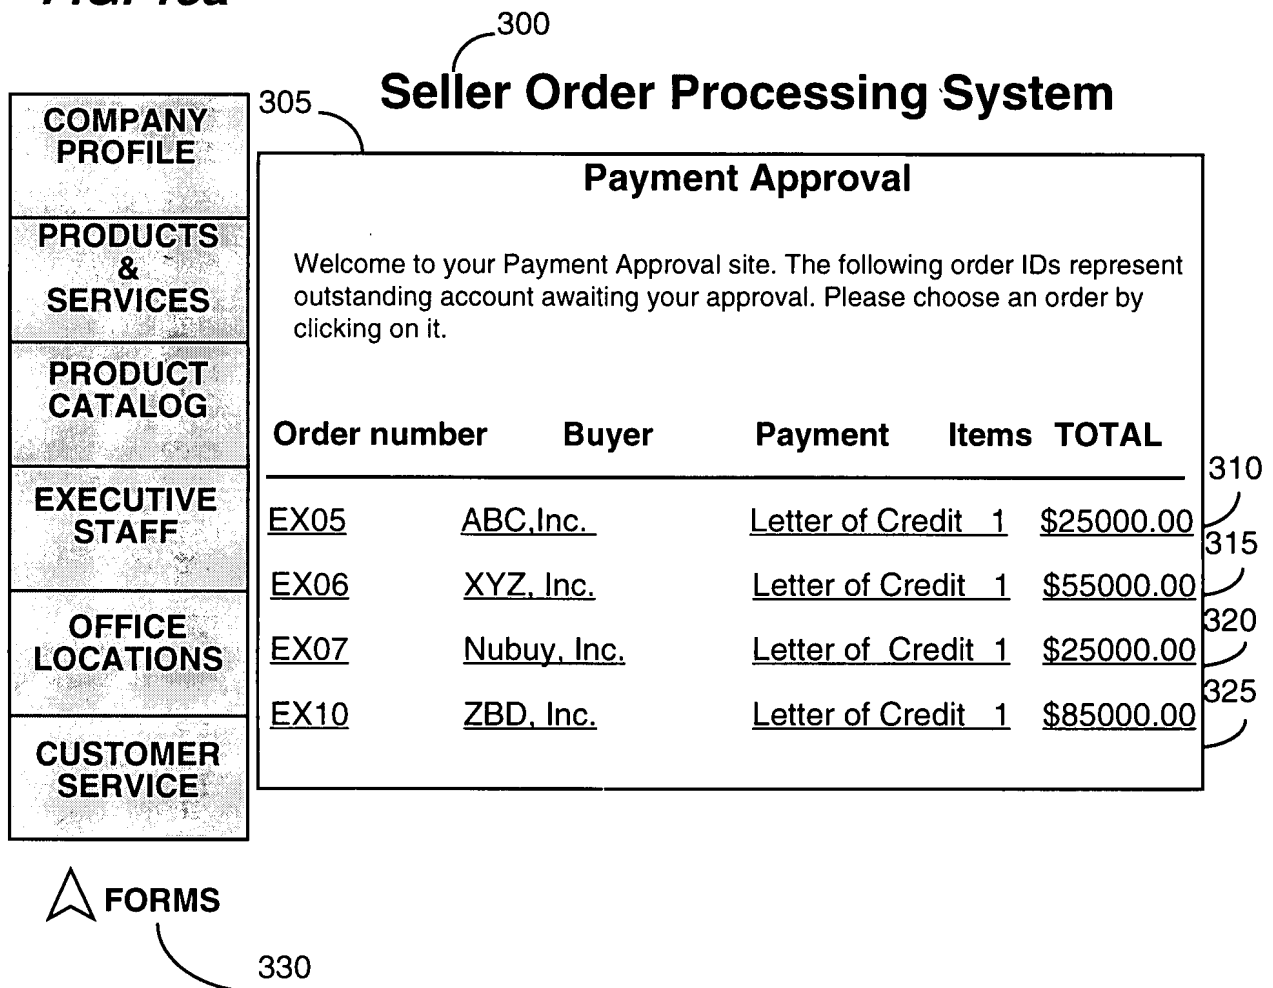 300
Seller Order Processing System
305
COMPANY
PROFILE
PRODUCTS
&
SERVICES
PRODUCT
CATALOG
EXECUTIVE
STAFF
OFFICE
LOCATIONS
CUSTOMER
SERVICE
Payment Approval
Welcome to your Payment Approval site. The following order IDs represent
outstanding account awaiting your approval. Please choose an order by
clicking on it.
Order number Buyer Payment Items TOTAL
310
EX05 ABC,Inc. Letter of Credit 1 $25000.00
315
EX06 XYZ, Inc. Letter of Credit 1 $55000.00
320
EX07 Nubuy, Inc. Letter of Credit 1 $25000.00
325
EX10 ZBD, Inc. Letter of Credit 1 $85000.00
FORMS
330